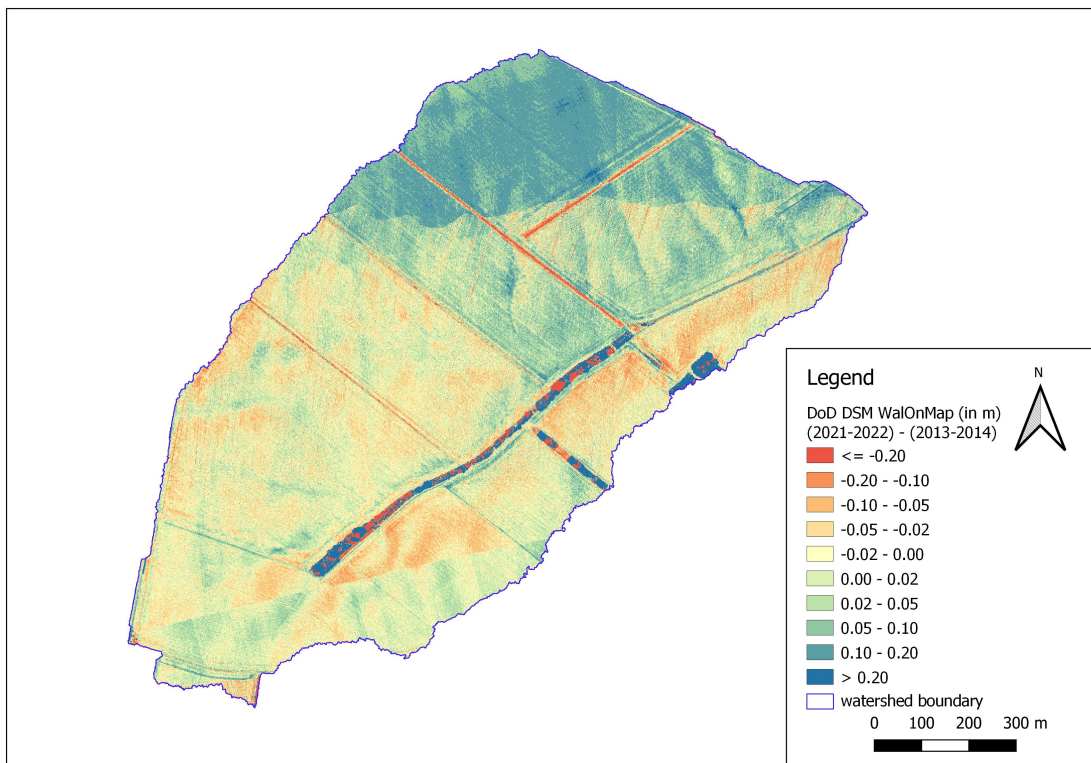 Legend
N
DoD DSM WalOnMap (in m)
(2021-2022) - (2013-2014)
<= -0.20
-0.20 - -0.10
-0.10 - -0.05
-0.05 - -0.02
-0.02 - 0.00
0.00 - 0.02
0.02 - 0.05
0.05 - 0.10
0.10 - 0.20
> 0.20
watershed boundary
0 100 200 300 m